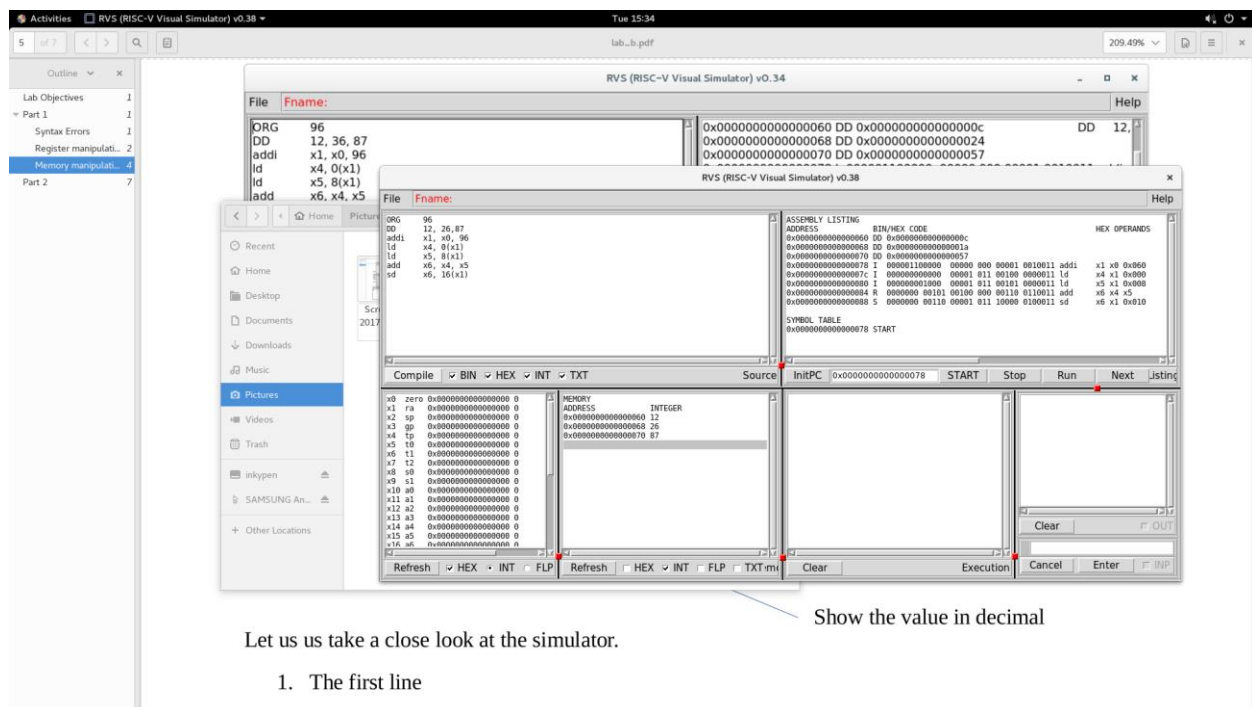 Activities RVS (RISC-V Visual Simulator) v0.38 Tue 15:34
5 of 7 lab_b.pdf 209.49%
Outline
Lab Objectives 1
Part 1 1
Syntax Errors 1
Register manipulati... 2
Memory manipulati... 4
Part 2 7
RVS (RISC-V Visual Simulator) v0.34
File Fname: Help
ORG 96
DD 12, 36, 87
addi x1, x0, 96
ld x4, 0(x1)
ld x5, 8(x1)
add x6, x4, x5
0x0000000000000060 DD 0x000000000000000c DD 12,
0x0000000000000068 DD 0x0000000000000024
0x0000000000000070 DD 0x0000000000000057
Home Pictur
Recent
Home
Desktop
Documents
Downloads
Music
Pictures
Videos
Trash
inkypen
SAMSUNG An...
+ Other Locations
Scr
2017
RVS (RISC-V Visual Simulator) v0.38
File Fname: Help
ORG 96
DD 12, 26,87
addi x1, x0, 96
ld x4, 0(x1)
ld x5, 8(x1)
add x6, x4, x5
sd x6, 16(x1)
Compile BIN HEX INT TXT Source
ASSEMBLY LISTING
ADDRESS BIN/HEX CODE HEX OPERANDS
0x0000000000000060 DD 0x000000000000000c
0x0000000000000068 DD 0x000000000000001a
0x0000000000000070 DD 0x0000000000000057
0x0000000000000078 I 000001100000 00000 000 00001 0010011 addi x1 x0 0x060
0x000000000000007c I 000000000000 00001 011 00100 0000011 ld x4 x1 0x000
0x0000000000000080 I 000000001000 00001 011 00101 0000011 ld x5 x1 0x008
0x0000000000000084 R 0000000 00101 00100 000 00110 0110011 add x6 x4 x5
0x0000000000000088 S 0000000 00110 00001 011 10000 0100011 sd x6 x1 0x010
SYMBOL TABLE
0x0000000000000078 START
InitPC 0x0000000000000078 START Stop Run Next Listing
x0 zero 0x0000000000000000 0
x1 ra 0x0000000000000000 0
x2 sp 0x0000000000000000 0
x3 gp 0x0000000000000000 0
x4 tp 0x0000000000000000 0
x5 t0 0x0000000000000000 0
x6 t1 0x0000000000000000 0
x7 t2 0x0000000000000000 0
x8 s0 0x0000000000000000 0
x9 s1 0x0000000000000000 0
x10 a0 0x0000000000000000 0
x11 a1 0x0000000000000000 0
x12 a2 0x0000000000000000 0
x13 a3 0x0000000000000000 0
x14 a4 0x0000000000000000 0
x15 a5 0x0000000000000000 0
x16 a6 0x0000000000000000 0
Refresh HEX INT FLP
MEMORY
ADDRESS INTEGER
0x0000000000000060 12
0x0000000000000068 26
0x0000000000000070 87
Refresh HEX INT FLP TXT
Clear Execution
Clear OUT
Cancel Enter INP
Show the value in decimal
Let us us take a close look at the simulator.
1. The first line